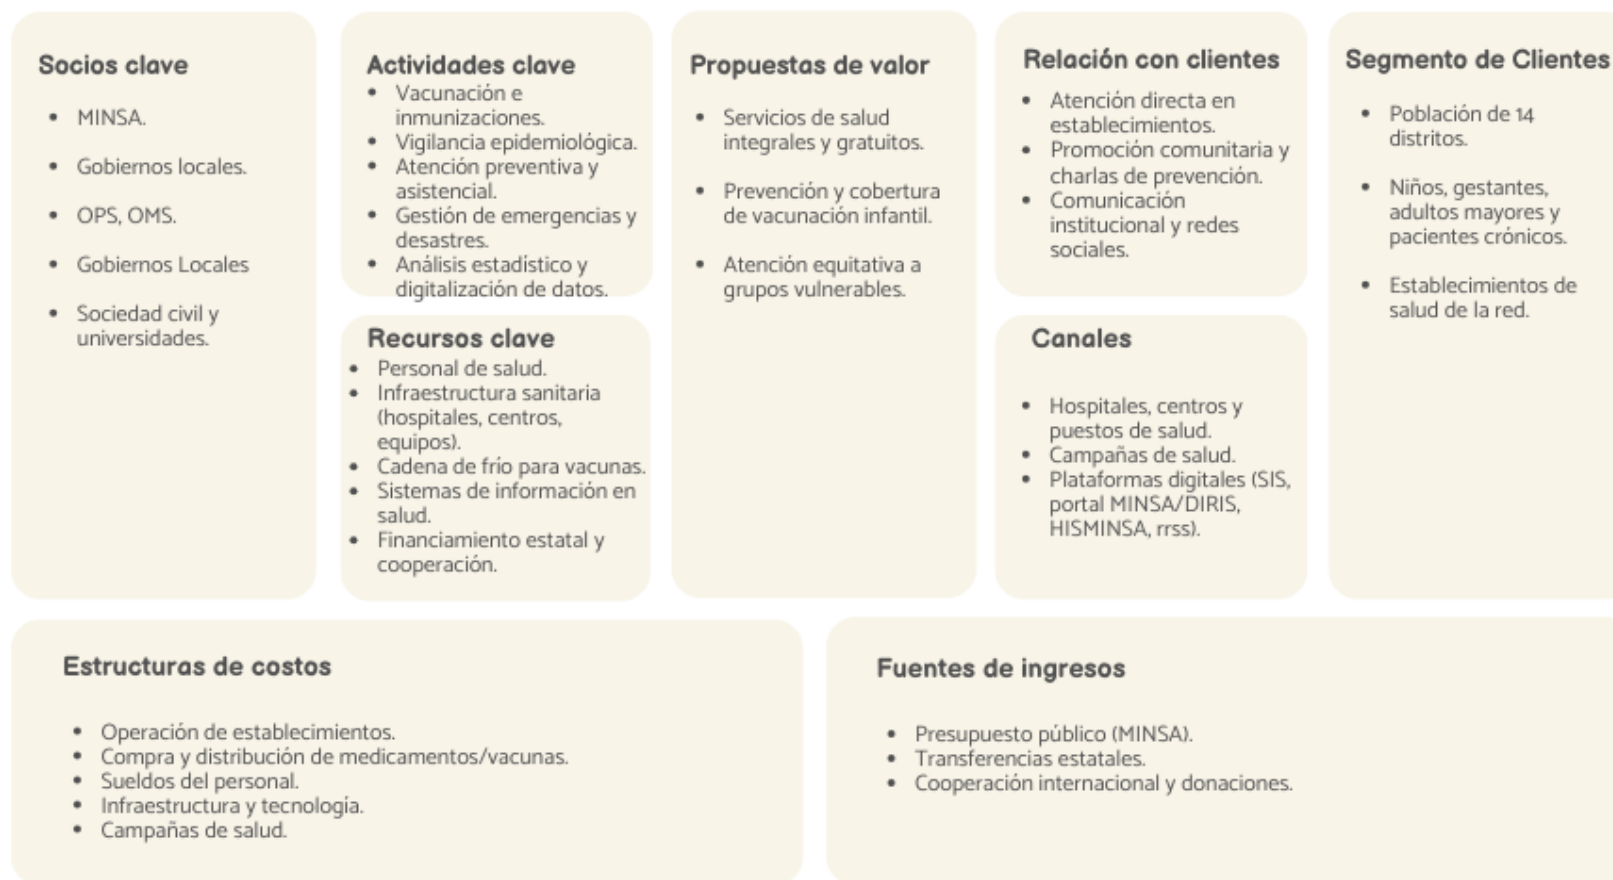 Socios clave
• MINSA.
• Gobiernos locales.
• OPS, OMS.
• Gobiernos Locales
• Sociedad civil y
universidades.
Actividades clave
• Vacunación e
inmunizaciones.
• Vigilancia epidemiológica.
• Atención preventiva y
asistencial.
• Gestión de emergencias y
desastres.
• Análisis estadístico y
digitalización de datos.
Recursos clave
• Personal de salud.
• Infraestructura sanitaria
(hospitales, centros,
equipos).
• Cadena de frío para vacunas.
• Sistemas de información en
salud.
• Financiamiento estatal y
cooperación.
Propuestas de valor
• Servicios de salud
integrales y gratuitos.
• Prevención y cobertura
de vacunación infantil.
• Atención equitativa a
grupos vulnerables.
Relación con clientes
• Atención directa en
establecimientos.
• Promoción comunitaria y
charlas de prevención.
• Comunicación
institucional y redes
sociales.
Canales
• Hospitales, centros y
puestos de salud.
• Campañas de salud.
• Plataformas digitales (SIS,
portal MINSA/DIRIS,
HISMINSA, rrss).
Segmento de Clientes
• Población de 14
distritos.
• Niños, gestantes,
adultos mayores y
pacientes crónicos.
• Establecimientos de
salud de la red.
Estructuras de costos
• Operación de establecimientos.
• Compra y distribución de medicamentos/vacunas.
• Sueldos del personal.
• Infraestructura y tecnología.
• Campañas de salud.
Fuentes de ingresos
• Presupuesto público (MINSA).
• Transferencias estatales.
• Cooperación internacional y donaciones.